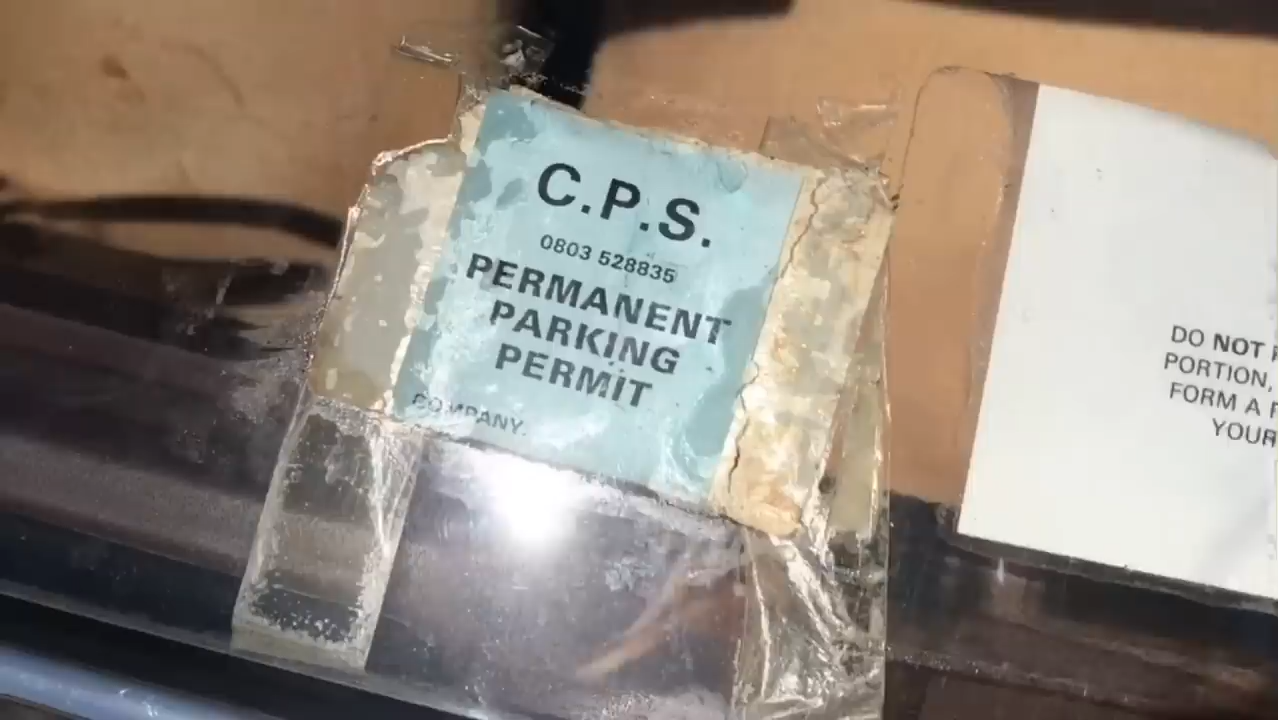 C.P.S.
0803 528835
PERMANENT
PARKING
PERMIT
COMPANY.
DO NOT
PORTION,
FORM A
YOUR